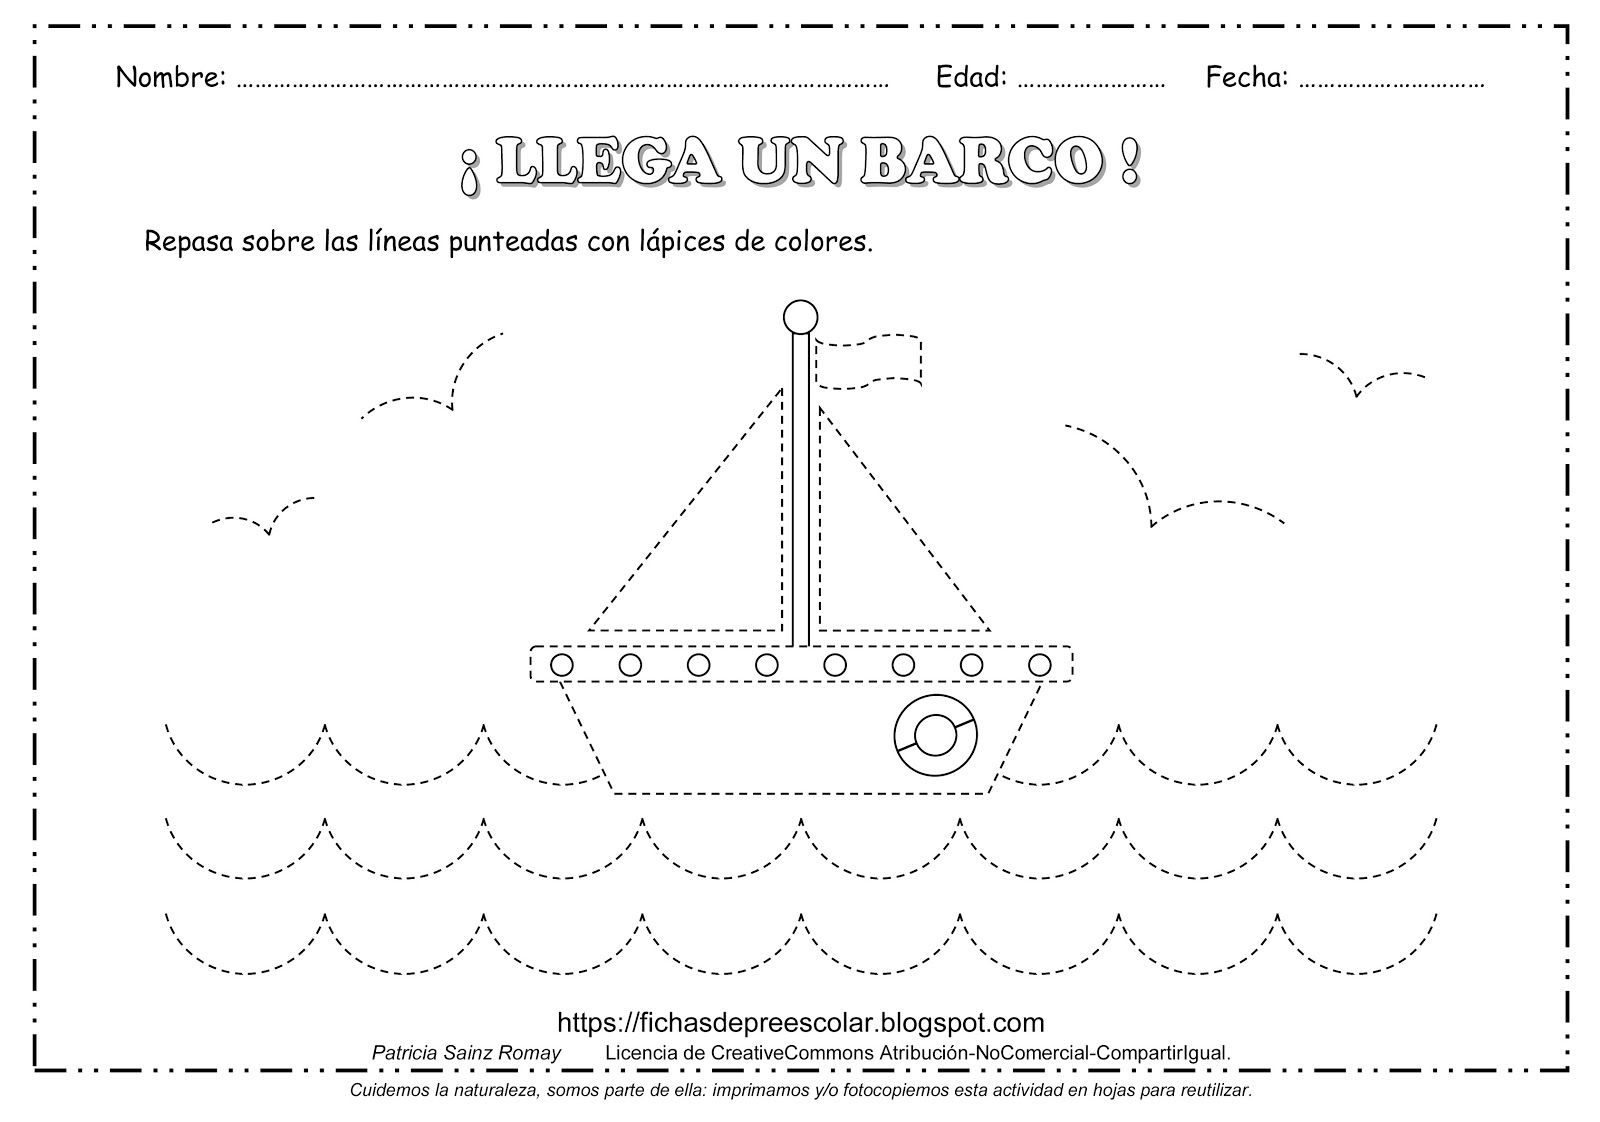 Nombre: ........................................................................................ Edad: ..................... Fecha: ...........................
¡ LLEGA UN BARCO !
Repasa sobre las líneas punteadas con lápices de colores.
https://fichasdepreescolar.blogspot.com
Patricia Sainz Romay Licencia de CreativeCommons Atribución-NoComercial-CompartirIgual.
Cuidemos la naturaleza, somos parte de ella: imprimamos y/o fotocopiemos esta actividad en hojas para reutilizar.